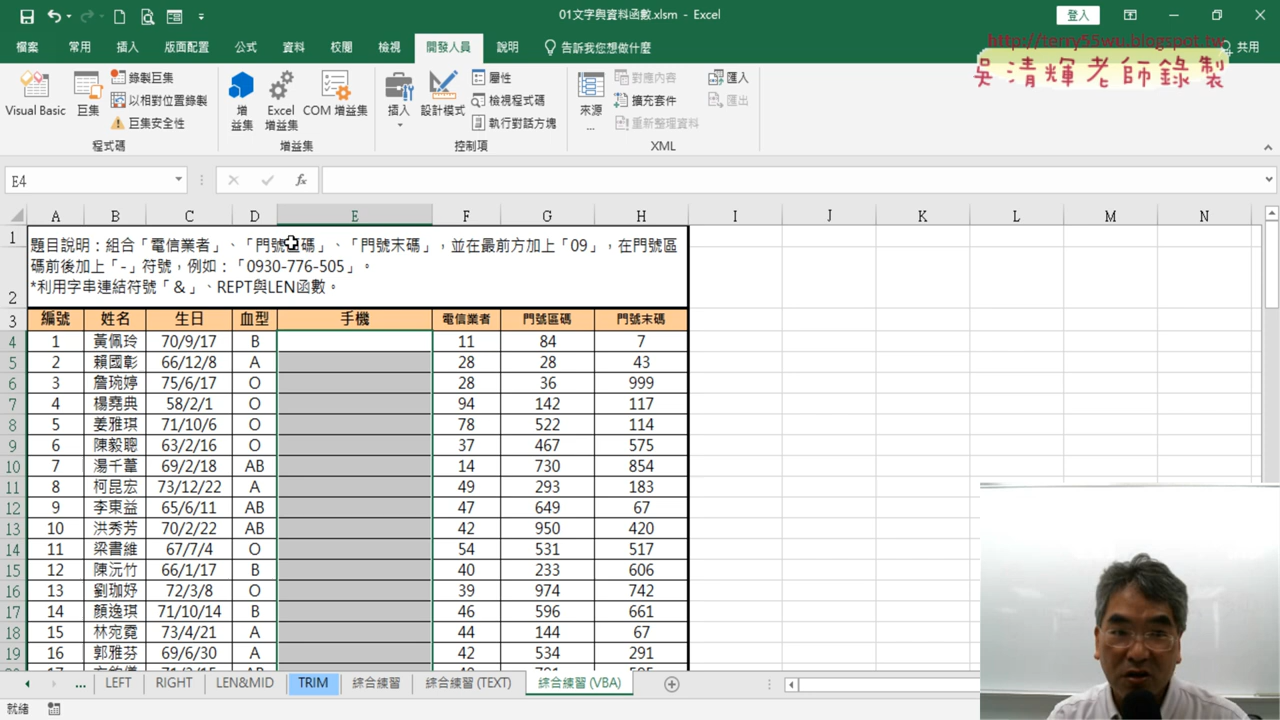 01文字與資料函數.xlsm - Excel
登入
檔案 常用 插入 版面配置 公式 資料 校閱 檢視 開發人員 說明 告訴我您想做什麼 共用
http://terry55wu.blogspot.tw
吳清輝老師錄製
Visual Basic 巨集 錄製巨集 以相對位置錄製 巨集安全性 程式碼
增益集 Excel 增益集 COM 增益集 增益集
插入 設計模式 屬性 檢視程式碼 執行對話方塊 控制項
來源... 對應內容 擴充套件 重新整理資料 匯入 匯出 XML
E4 fx
A B C D E F G H I J K L M N
1 題目說明：組合「電信業者」、「門號區碼」、「門號末碼」，並在最前方加上「09」，在門號區
碼前後加上「-」符號，例如：「0930-776-505」。
2 *利用字串連結符號「&」、REPT與LEN函數。
3 編號 姓名 生日 血型 手機 電信業者 門號區碼 門號末碼
4 1 黃佩玲 70/9/17 B 11 84 7
5 2 賴國彰 66/12/8 A 28 28 43
6 3 詹琬婷 75/6/17 O 28 36 999
7 4 楊堯典 58/2/1 O 94 142 117
8 5 姜雅琪 71/10/6 O 78 522 114
9 6 陳毅聰 63/2/16 O 37 467 575
10 7 湯千葦 69/2/18 AB 14 730 854
11 8 柯昆宏 73/12/22 A 49 293 183
12 9 李東益 65/6/11 AB 47 649 67
13 10 洪秀芳 70/2/22 AB 42 950 420
14 11 梁書維 67/7/4 O 54 531 517
15 12 陳沅竹 66/1/17 B 40 233 606
16 13 劉珈妤 72/3/8 O 39 974 742
17 14 顏逸琪 71/10/14 B 46 596 661
18 15 林宛霓 73/4/21 A 44 144 67
19 16 郭雅芬 69/6/30 A 42 534 291
... LEFT RIGHT LEN&MID TRIM 綜合練習 綜合練習 (TEXT) 綜合練習 (VBA)
就緒